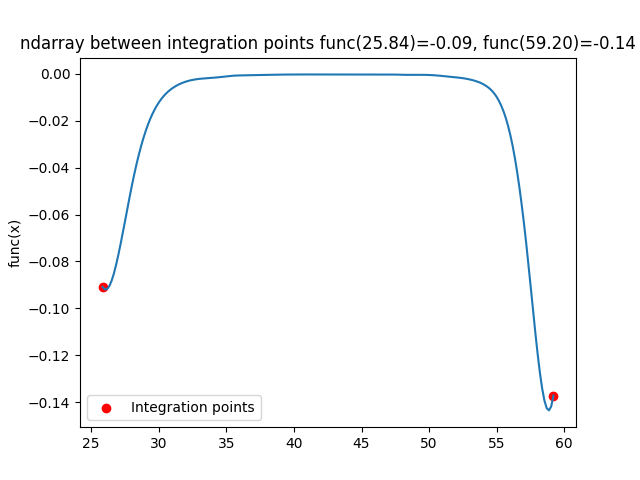 ndarray between integration points func(25.84)=-0.09, func(59.20)=-0.14
0.00
−0.02
−0.04
−0.06
−0.08
−0.10
−0.12
−0.14
func(x)
Integration points
25 30 35 40 45 50 55 60